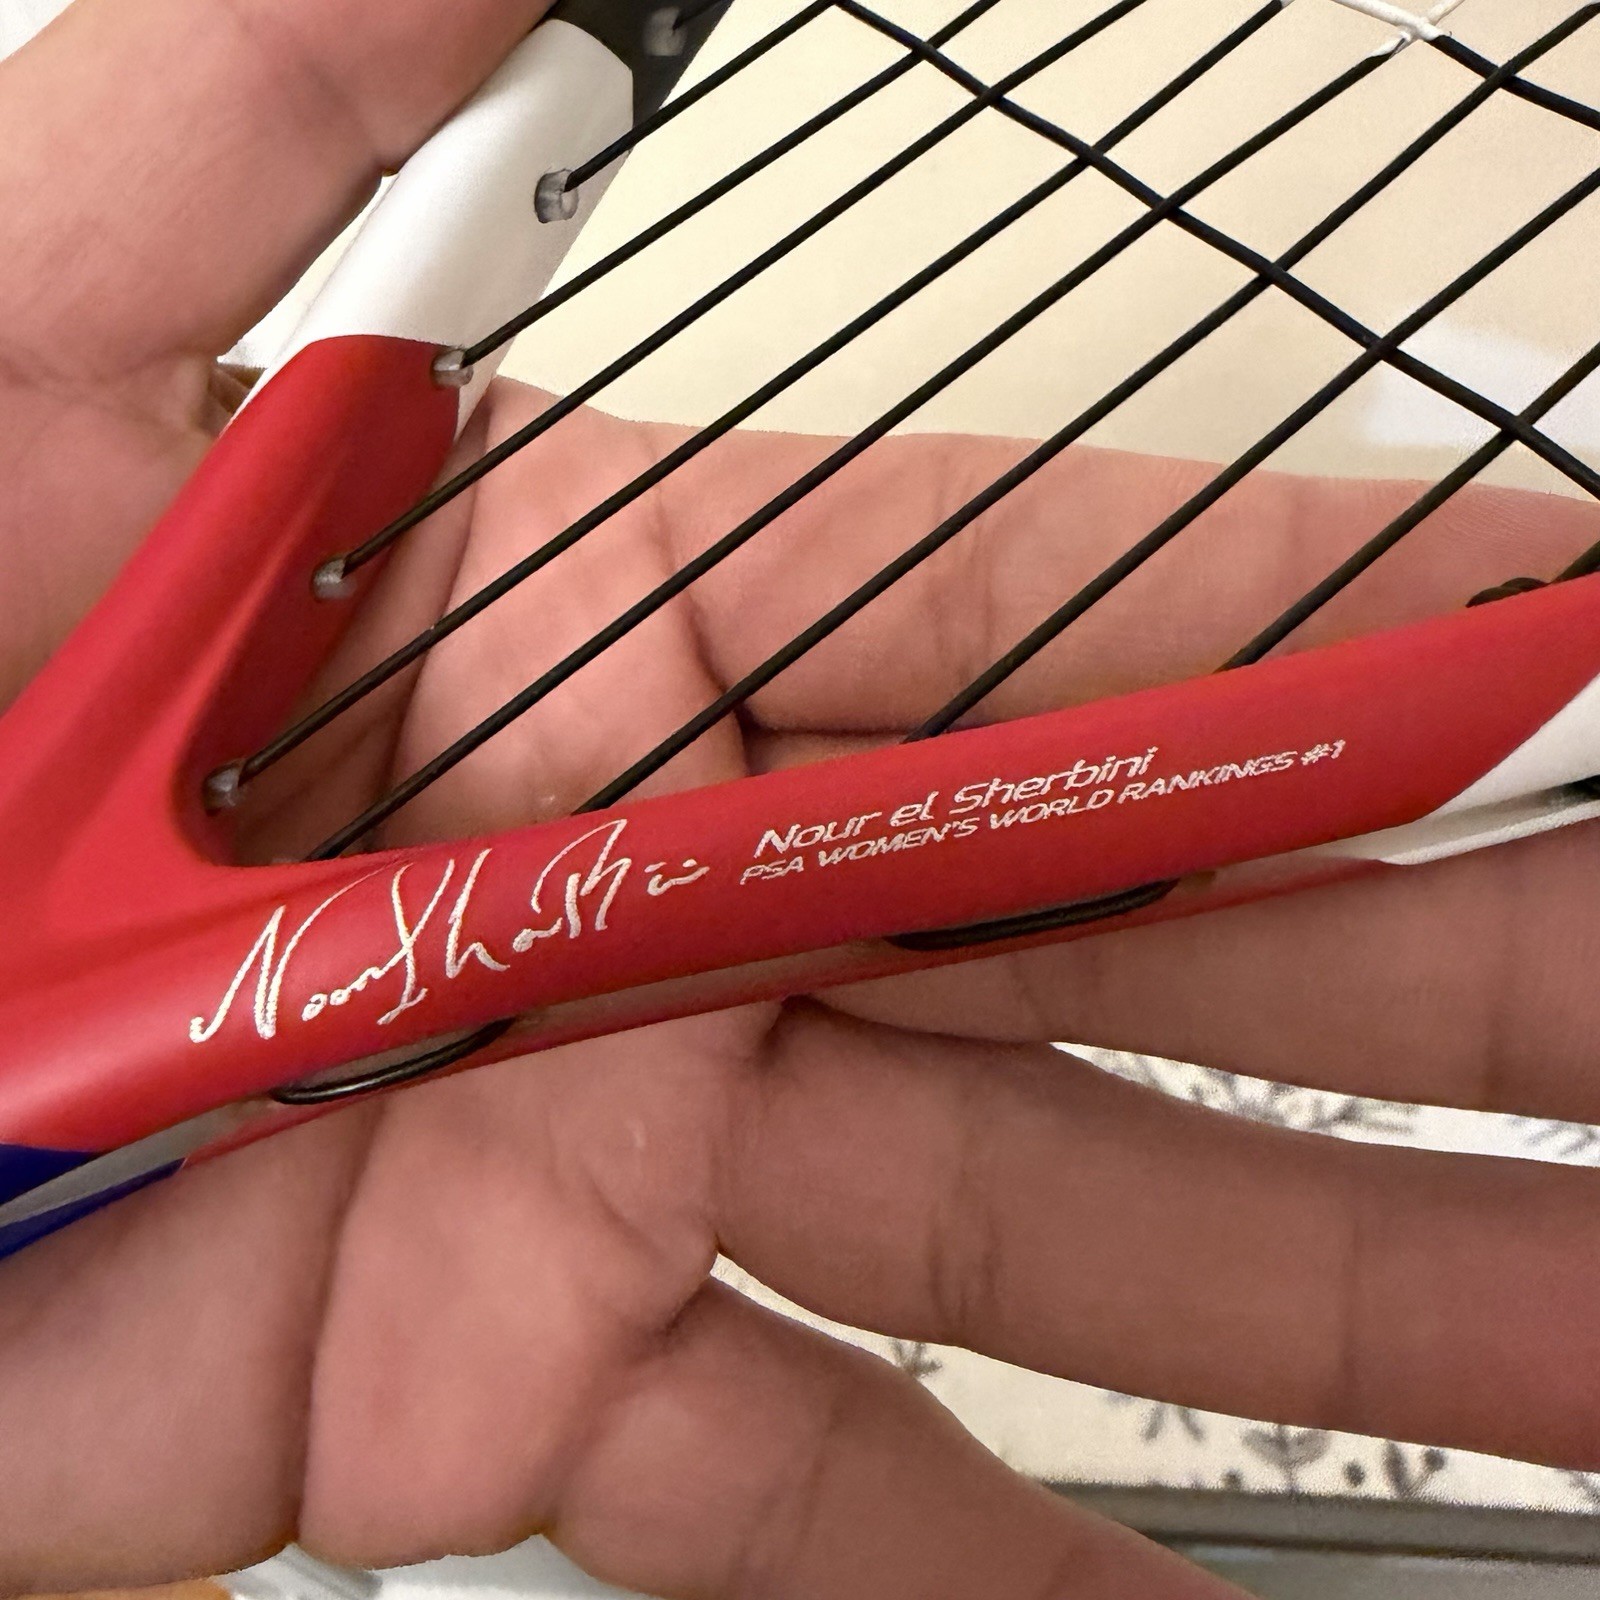 Nour el Sherbini
PSA WOMEN'S WORLD RANKINGS #1